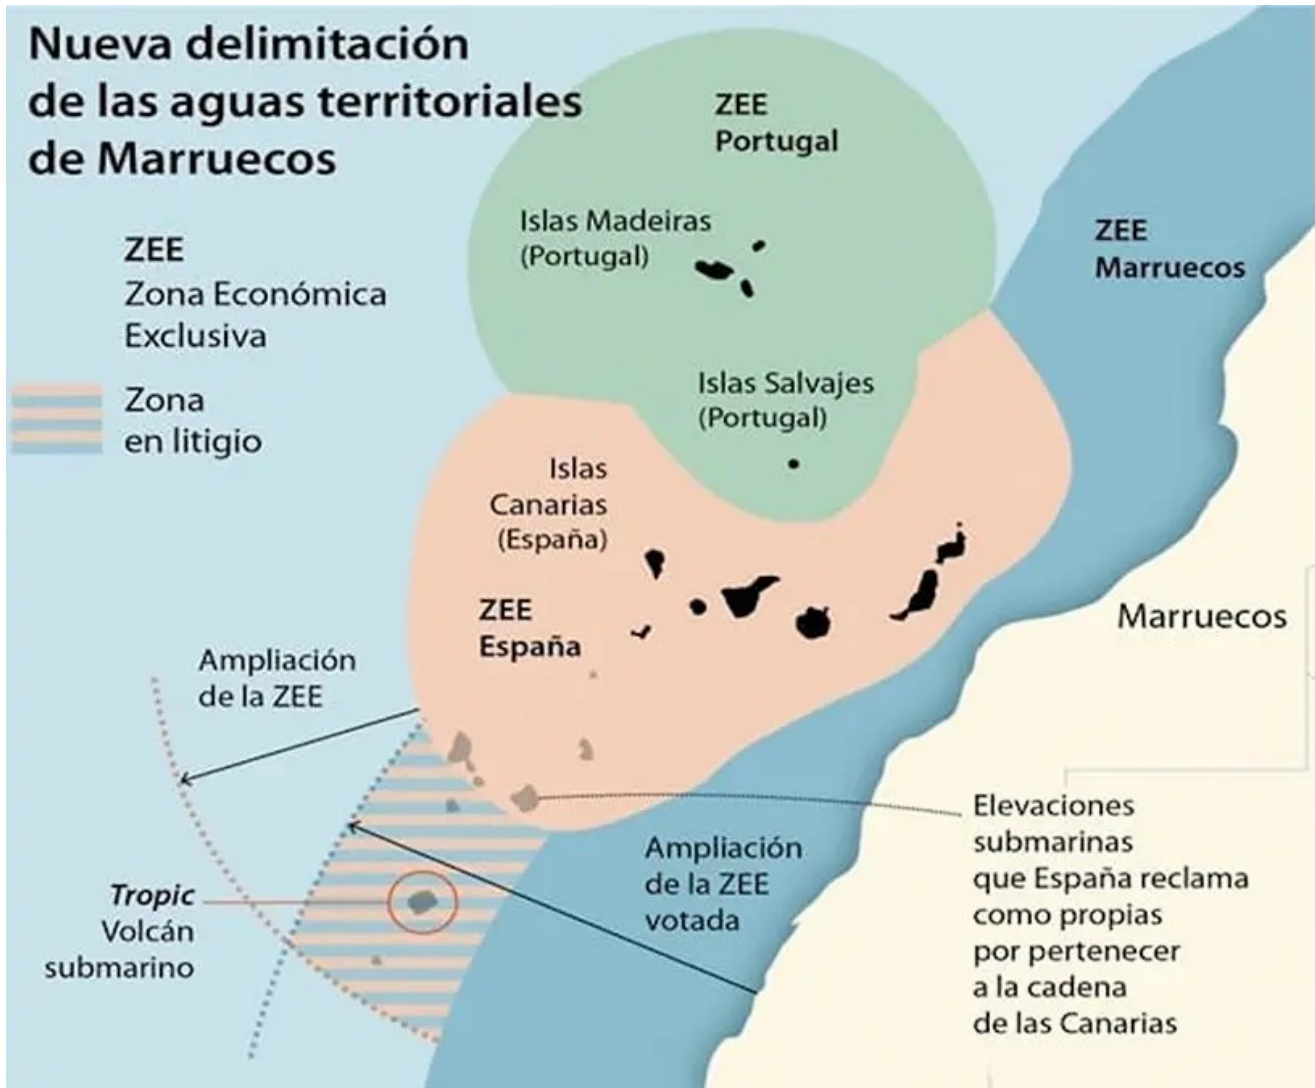 Nueva delimitación
de las aguas territoriales
de Marruecos
ZEE
Zona Económica
Exclusiva
Zona
en litigio
ZEE
Portugal
Islas Madeiras
(Portugal)
ZEE
Marruecos
Islas Salvajes
(Portugal)
Islas
Canarias
(España)
ZEE
España
Marruecos
Ampliación
de la ZEE
Tropic
Volcán
submarino
Ampliación
de la ZEE
votada
Elevaciones
submarinas
que España reclama
como propias
por pertenecer
a la cadena
de las Canarias